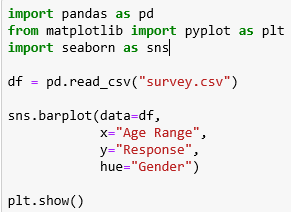 import pandas as pd
from matplotlib import pyplot as plt
import seaborn as sns
df = pd.read_csv("survey.csv")
sns.barplot(data=df,
            x="Age Range",
            y="Response",
            hue="Gender")
plt.show()